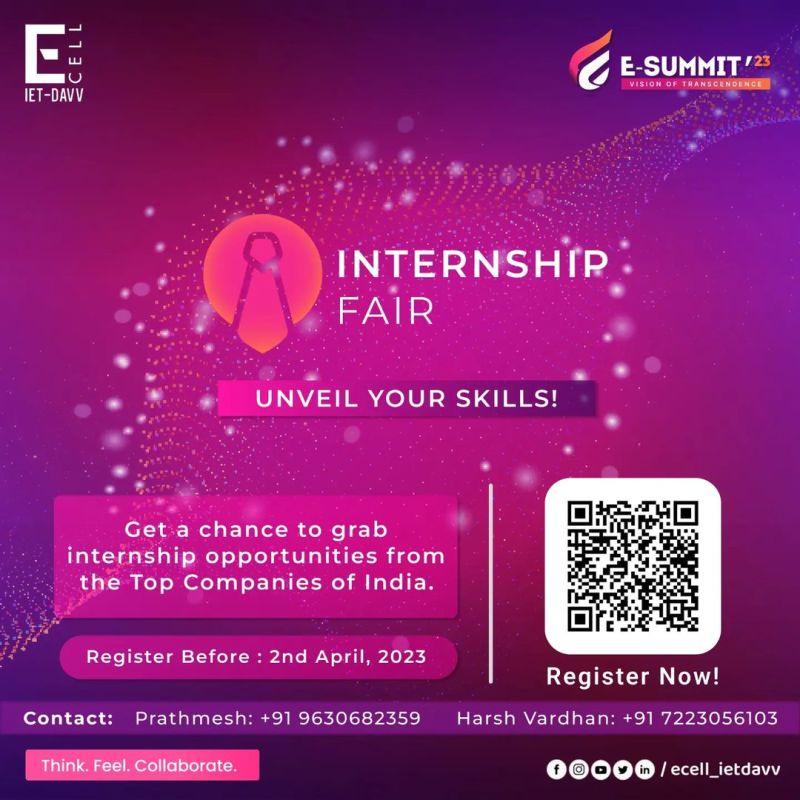 E CELL
IET-DAVV
E-SUMMIT '23
VISION OF TRANSCENDENCE
INTERNSHIP
FAIR
UNVEIL YOUR SKILLS!
Get a chance to grab
internship opportunities from
the Top Companies of India.
Register Before : 2nd April, 2023
Register Now!
Contact: Prathmesh: +91 9630682359 Harsh Vardhan: +91 7223056103
Think. Feel. Collaborate.
/ ecell_ietdavv